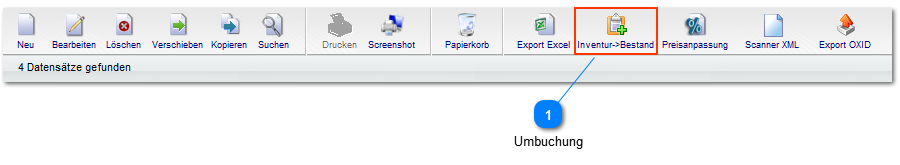 Neu Bearbeiten Löschen Verschieben Kopieren Suchen Drucken Screenshot Papierkorb Export Excel Inventur->Bestand Preisanpassung Scanner XML Export OXID
4 Datensätze gefunden
1
Umbuchung